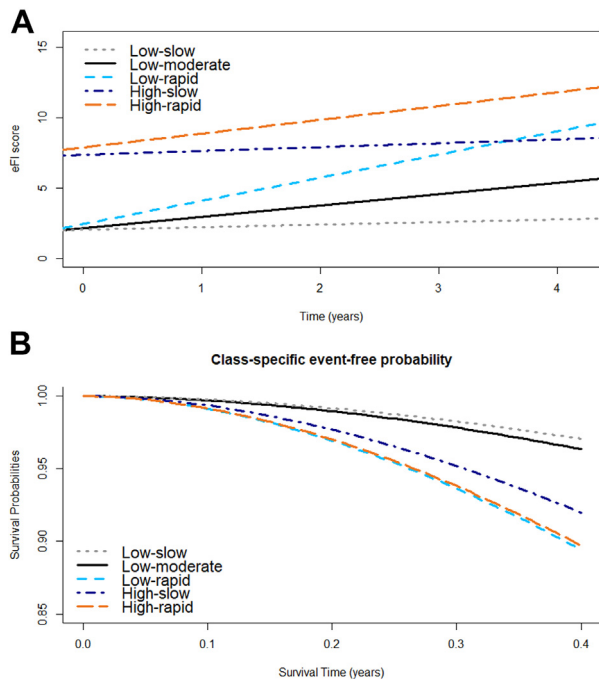 A
15
10
5
0
eFI score
Low-slow
Low-moderate
Low-rapid
High-slow
High-rapid
0 1 2 3 4
Time (years)
B
Class-specific event-free probability
1.00
0.95
0.90
0.85
Survival Probabilities
Low-slow
Low-moderate
Low-rapid
High-slow
High-rapid
0.0 0.1 0.2 0.3 0.4
Survival Time (years)